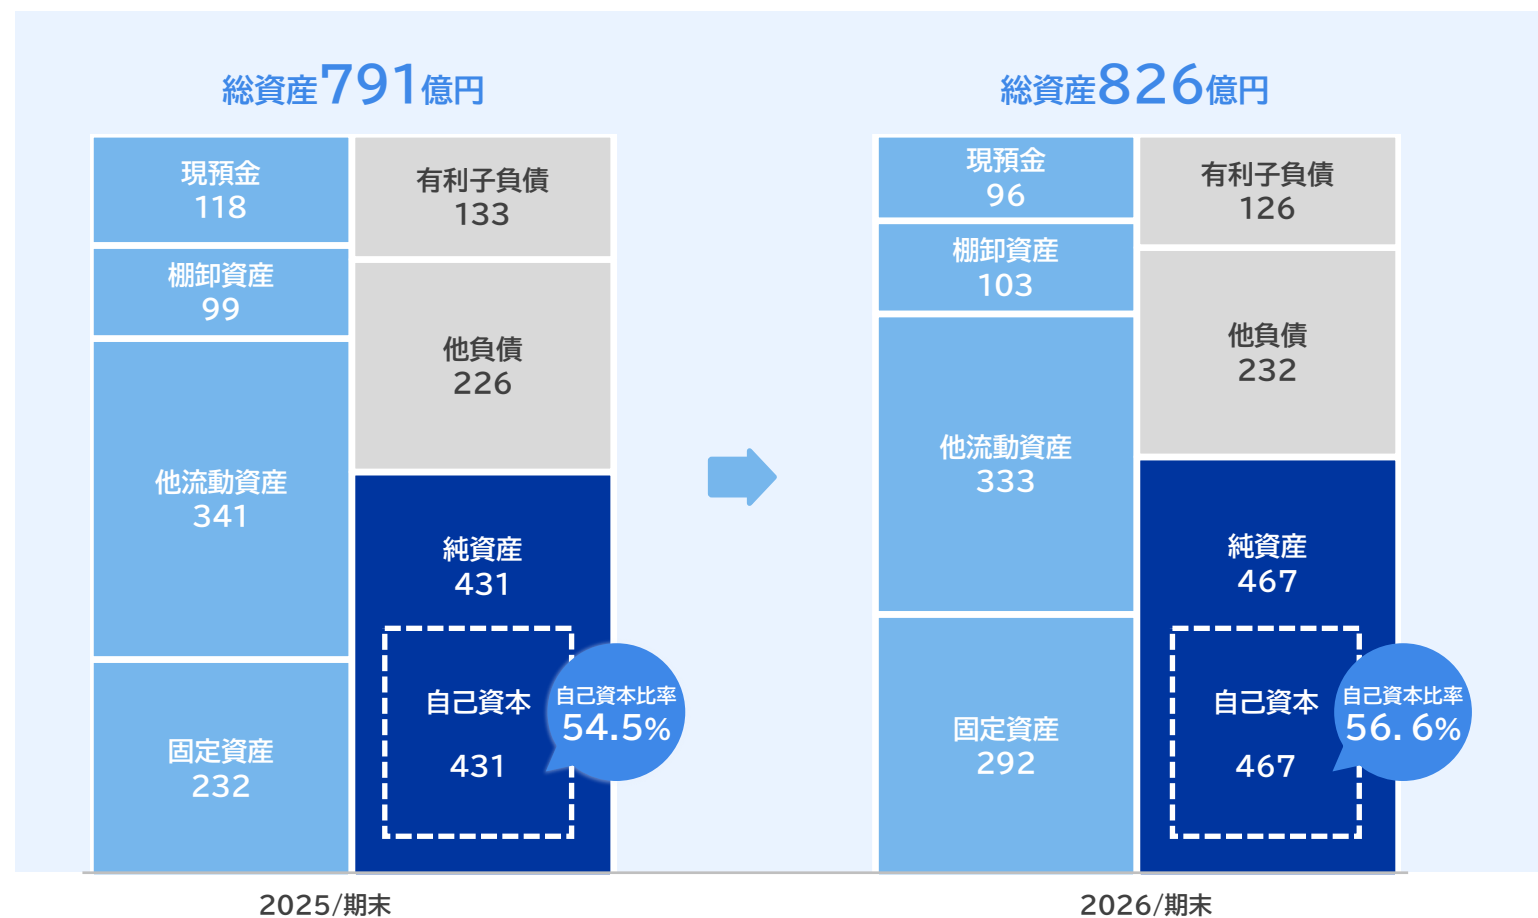 総資産791億円
現預金
118
棚卸資産
99
他流動資産
341
固定資産
232
有利子負債
133
他負債
226
純資産
431
自己資本
431
自己資本比率
54.5%
2025/期末
総資産826億円
現預金
96
棚卸資産
103
他流動資産
333
固定資産
292
有利子負債
126
他負債
232
純資産
467
自己資本
467
自己資本比率
56.6%
2026/期末